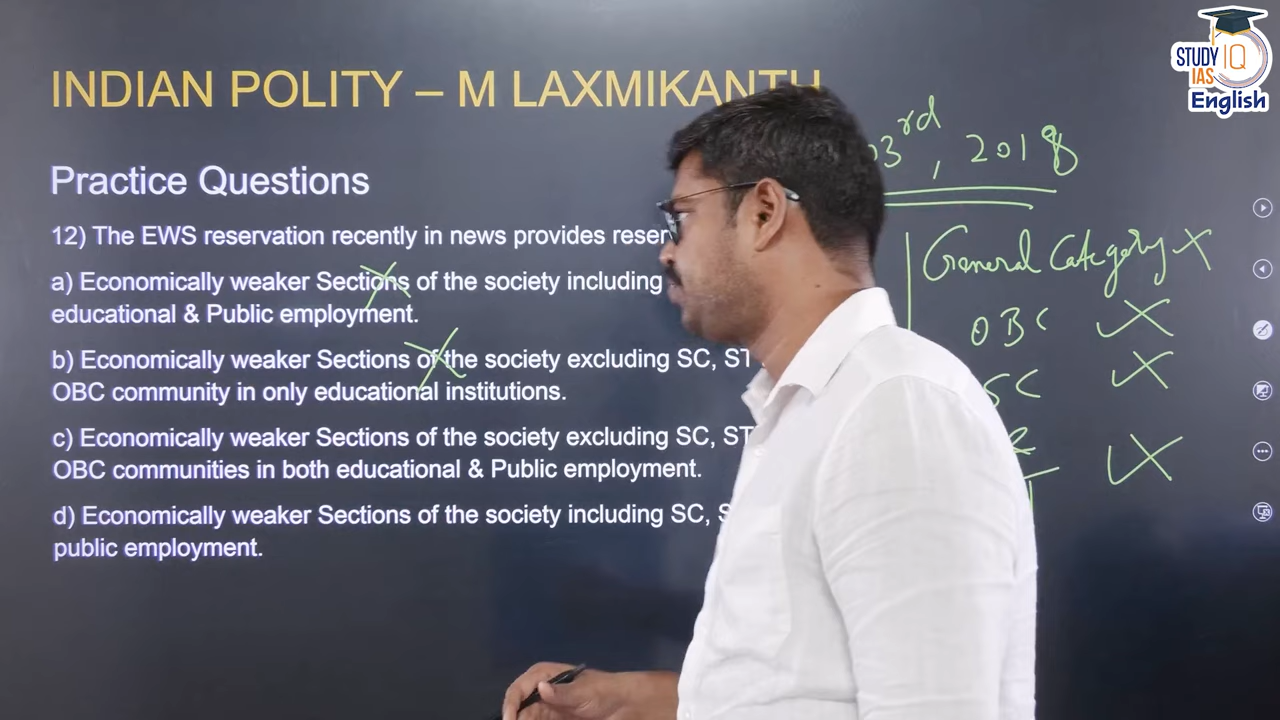 STUDY IQ
IAS
English
INDIAN POLITY – M LAXMIKANTH
03rd, 2018
Practice Questions
12) The EWS reservation recently in news provides
a) Economically weaker Sections of the society including
educational & Public employment.
b) Economically weaker Sections of the society excluding SC, ST
OBC community in only educational institutions.
c) Economically weaker Sections of the society excluding SC, ST
OBC communities in both educational & Public employment.
d) Economically weaker Sections of the society including SC,
public employment.
General Category
OBC
SC